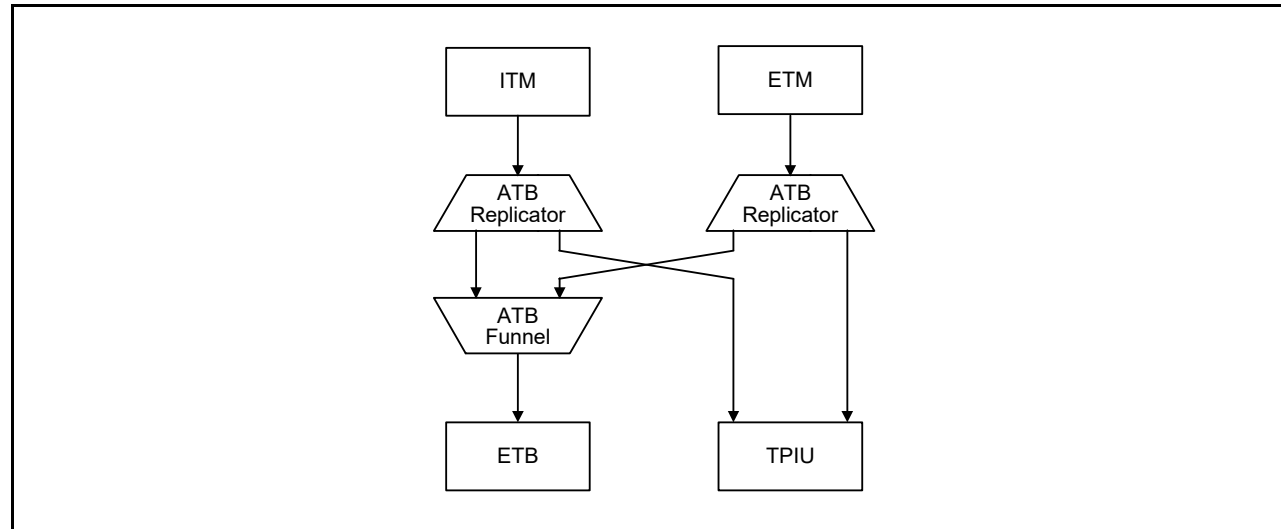 ITM
ETM
ATB
Replicator
ATB
Replicator
ATB
Funnel
ETB
TPIU